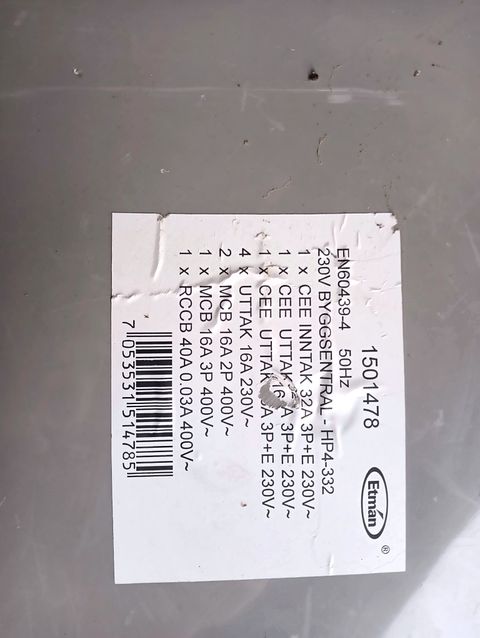 1501478 Etmán ®
EN60439-4 50Hz
230V BYGGSENTRAL - HP4-332
1 x CEE INNTAK 32A 3P+E 230V~
1 x CEE UTTAK 3P+E 230V~
1 x CEE UTTAK 3P+E 230V~
4 x UTTAK 16A 230V~
2 x MCB 16A 2P 400V~
1 x MCB 16A 3P 400V~
1 x RCCB 40A 0.03A 400V~
7 053531 514785